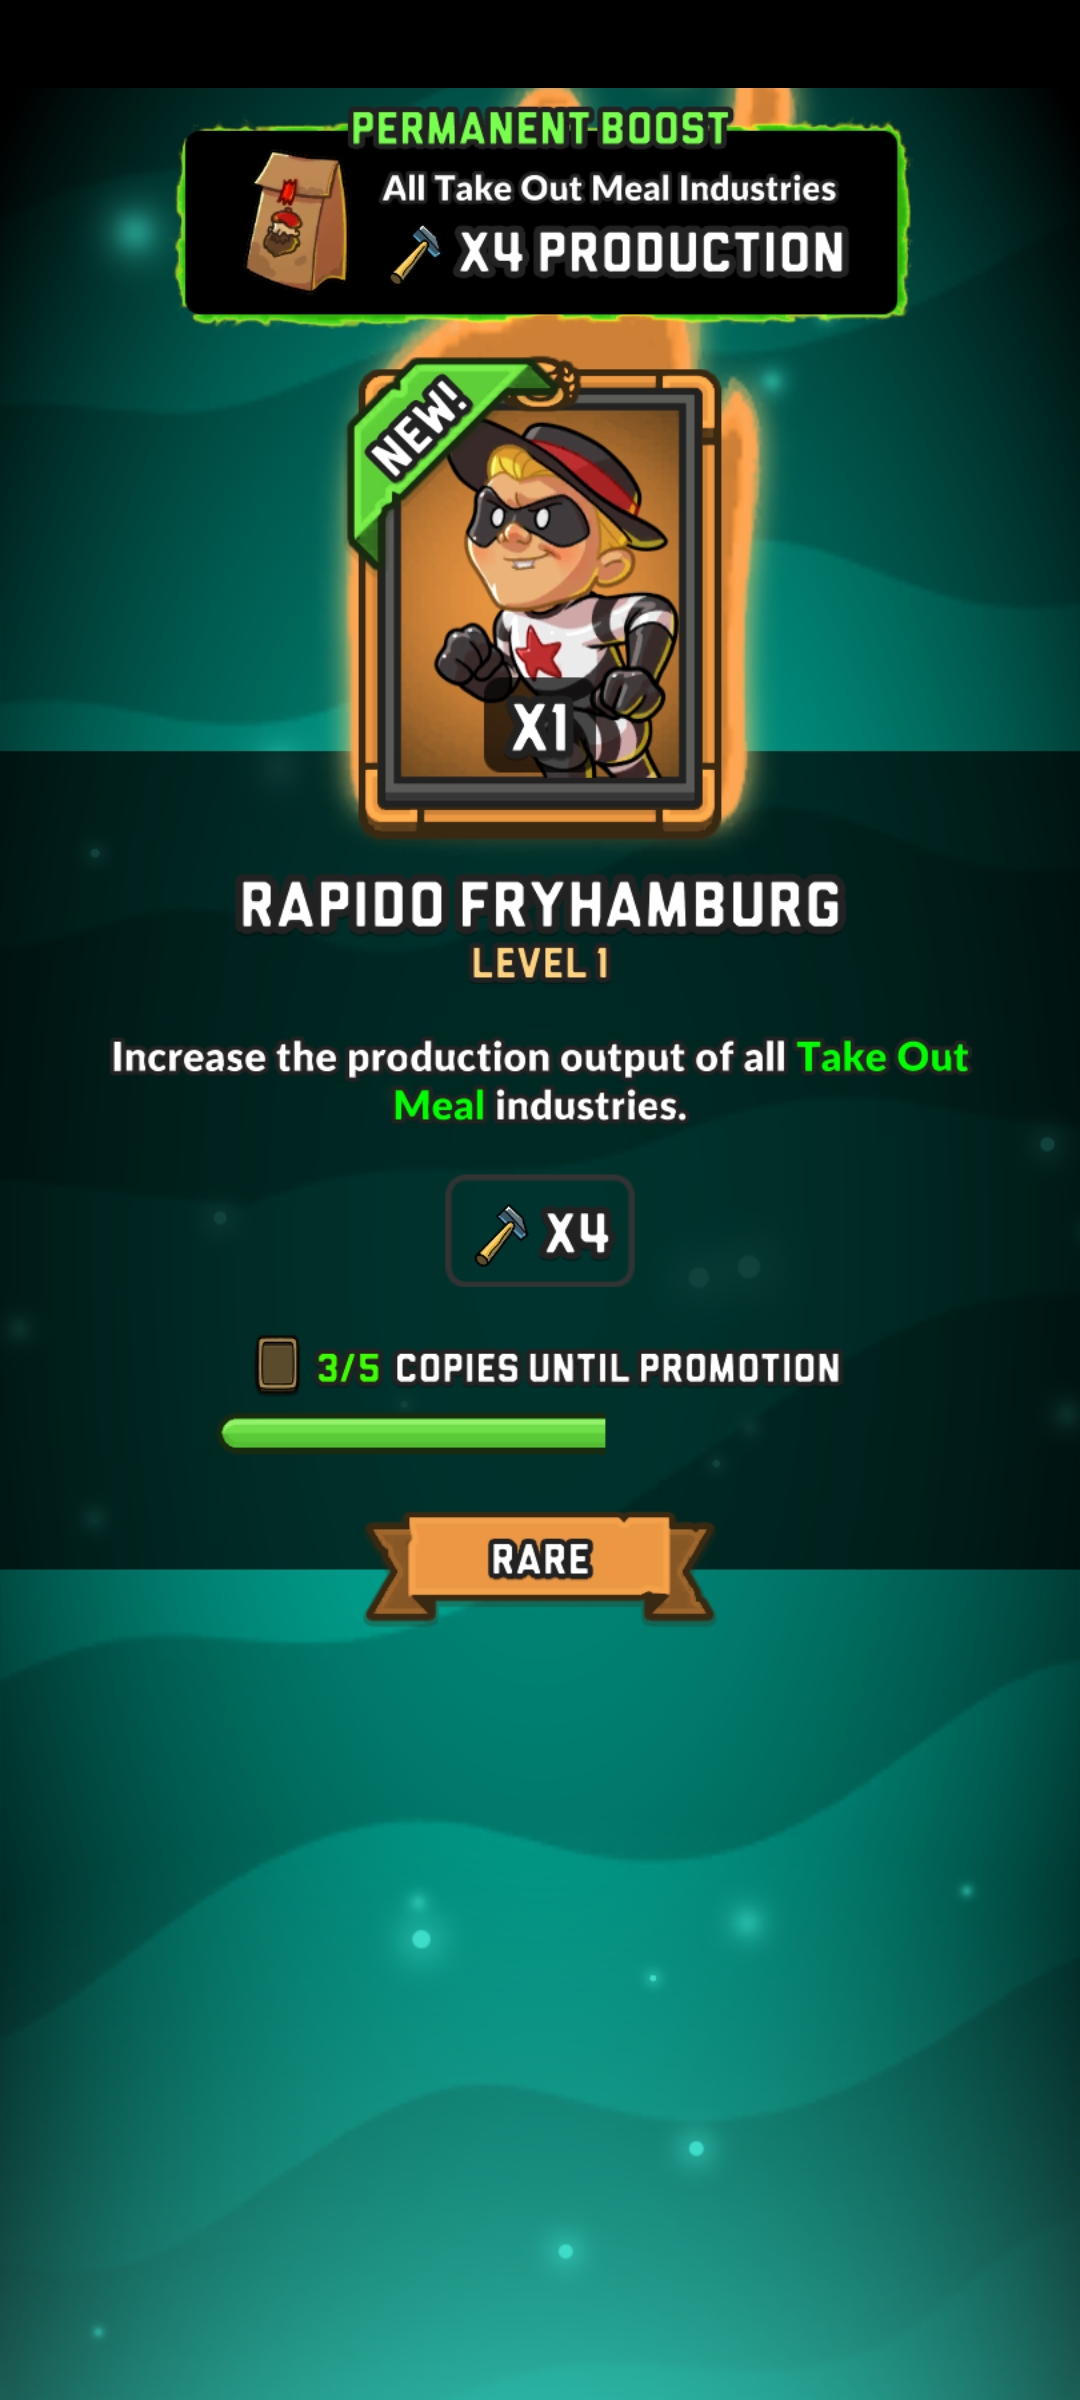 PERMANENT BOOST
All Take Out Meal Industries
X4 PRODUCTION
NEW!
X1
RAPIDO FRYHAMBURG
LEVEL 1
Increase the production output of all Take Out
Meal industries.
X4
3/5 COPIES UNTIL PROMOTION
RARE